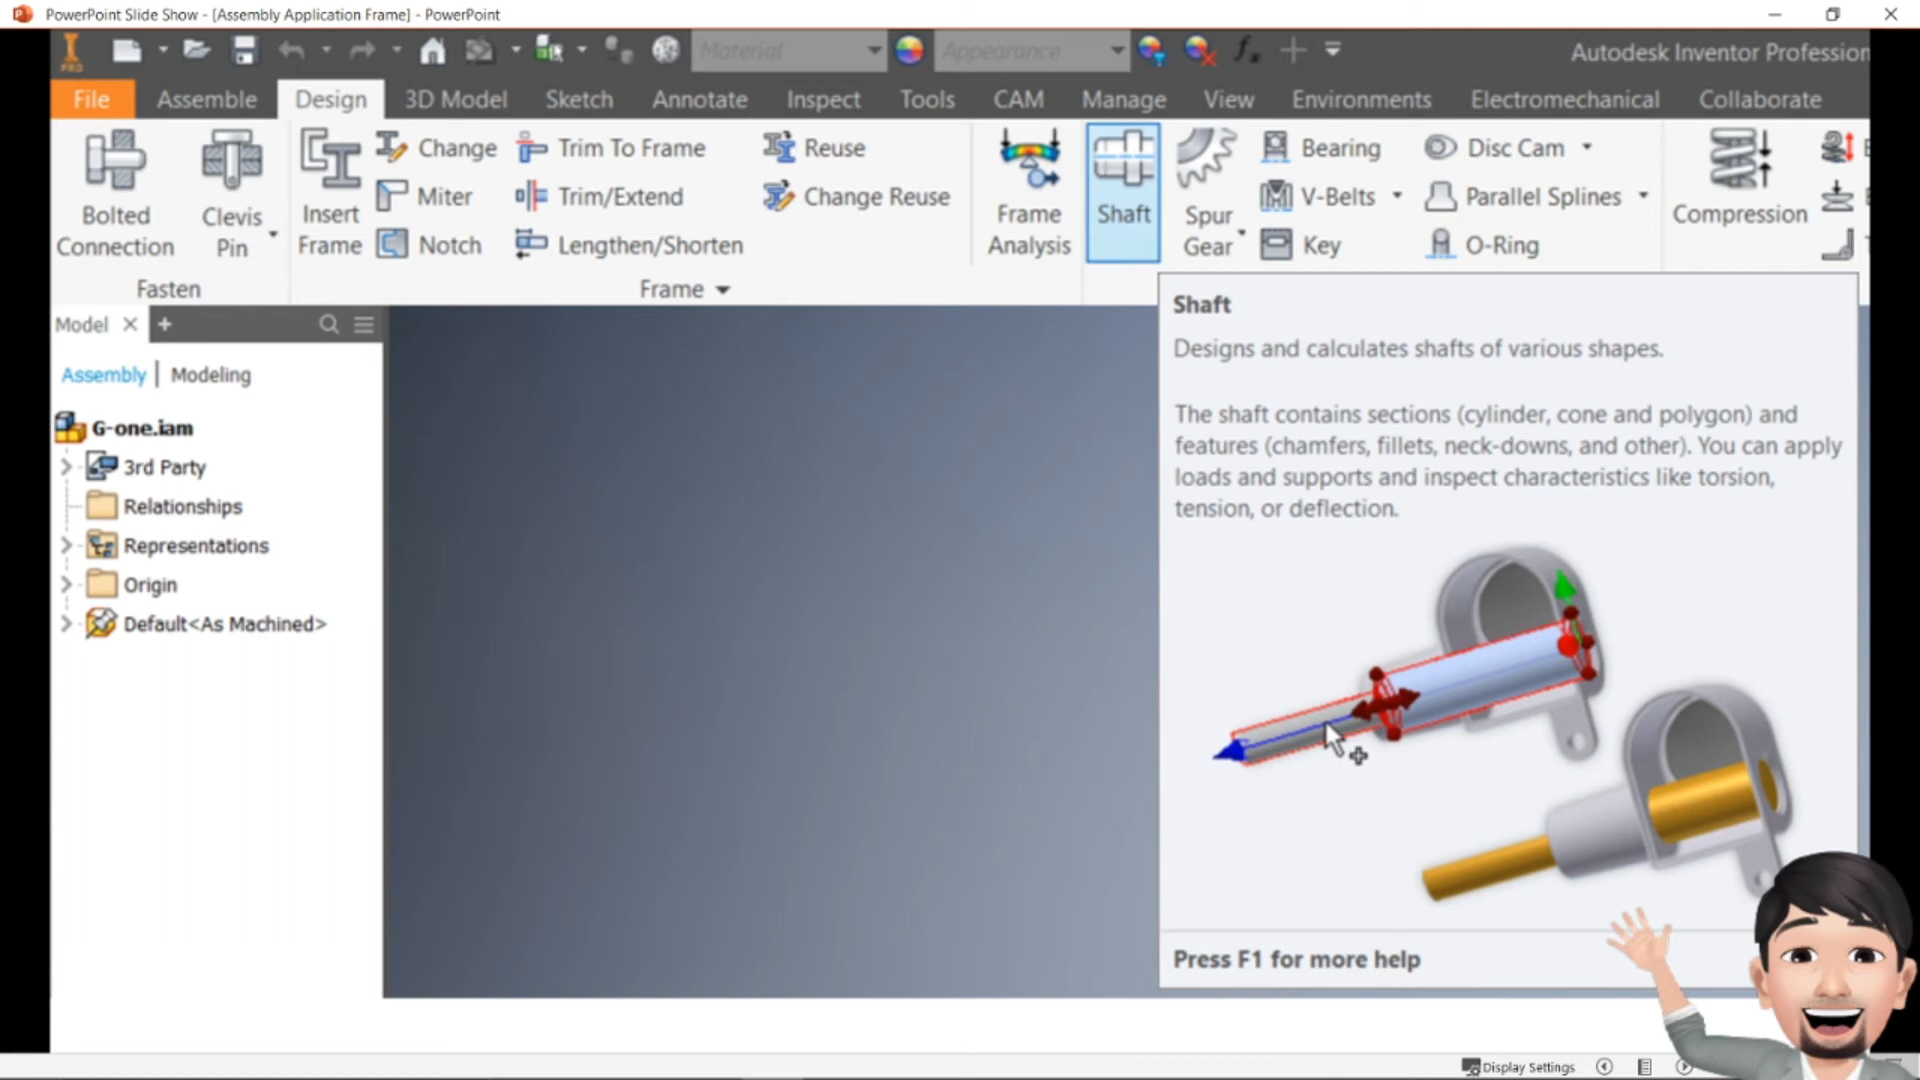 PowerPoint Slide Show - [Assembly Application Frame] - PowerPoint
PRO
Material
Appearance
fx
Autodesk Inventor Profession
File
Assemble
Design
3D Model
Sketch
Annotate
Inspect
Tools
CAM
Manage
View
Environments
Electromechanical
Collaborate
Bolted
Connection
Clevis
Pin
Insert
Frame
Change
Miter
Notch
Trim To Frame
Trim/Extend
Lengthen/Shorten
Reuse
Change Reuse
Frame
Analysis
Shaft
Spur
Gear
Bearing
V-Belts
Key
Disc Cam
Parallel Splines
O-Ring
Compression
Fasten
Frame
Model
Assembly | Modeling
G-one.iam
3rd Party
Relationships
Representations
Origin
Default<As Machined>
Shaft
Designs and calculates shafts of various shapes.
The shaft contains sections (cylinder, cone and polygon) and
features (chamfers, fillets, neck-downs, and other). You can apply
loads and supports and inspect characteristics like torsion,
tension, or deflection.
Press F1 for more help
Display Settings